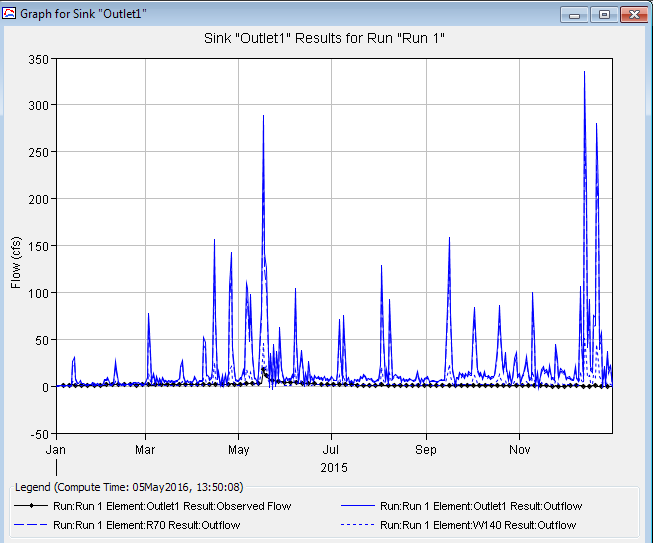 Graph for Sink "Outlet1"
Sink "Outlet1" Results for Run "Run 1"
350
300
250
200
150
100
50
0
-50
Flow (cfs)
Jan Mar May Jul Sep Nov
2015
Legend (Compute Time: 05May2016, 13:50:08)
Run:Run 1 Element:Outlet1 Result:Observed Flow Run:Run 1 Element:Outlet1 Result:Outflow
Run:Run 1 Element:R70 Result:Outflow Run:Run 1 Element:W140 Result:Outflow